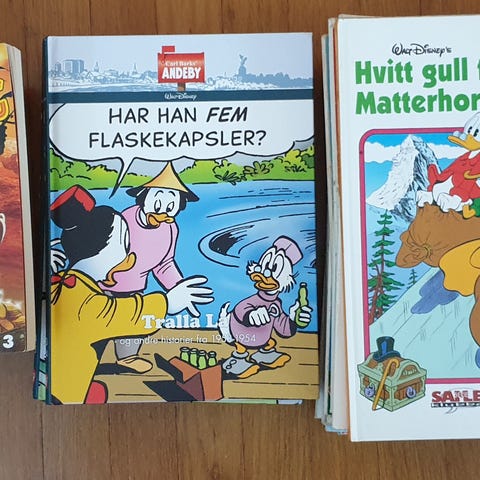 3
Carl Barks'
ANDEBY
WALT DISNEY
HAR HAN FEM
FLASKEKAPSLER?
Tralla La
og andre historier fra 1953-1954
WALT DISNEY'S
Hvitt gull
Matterhor